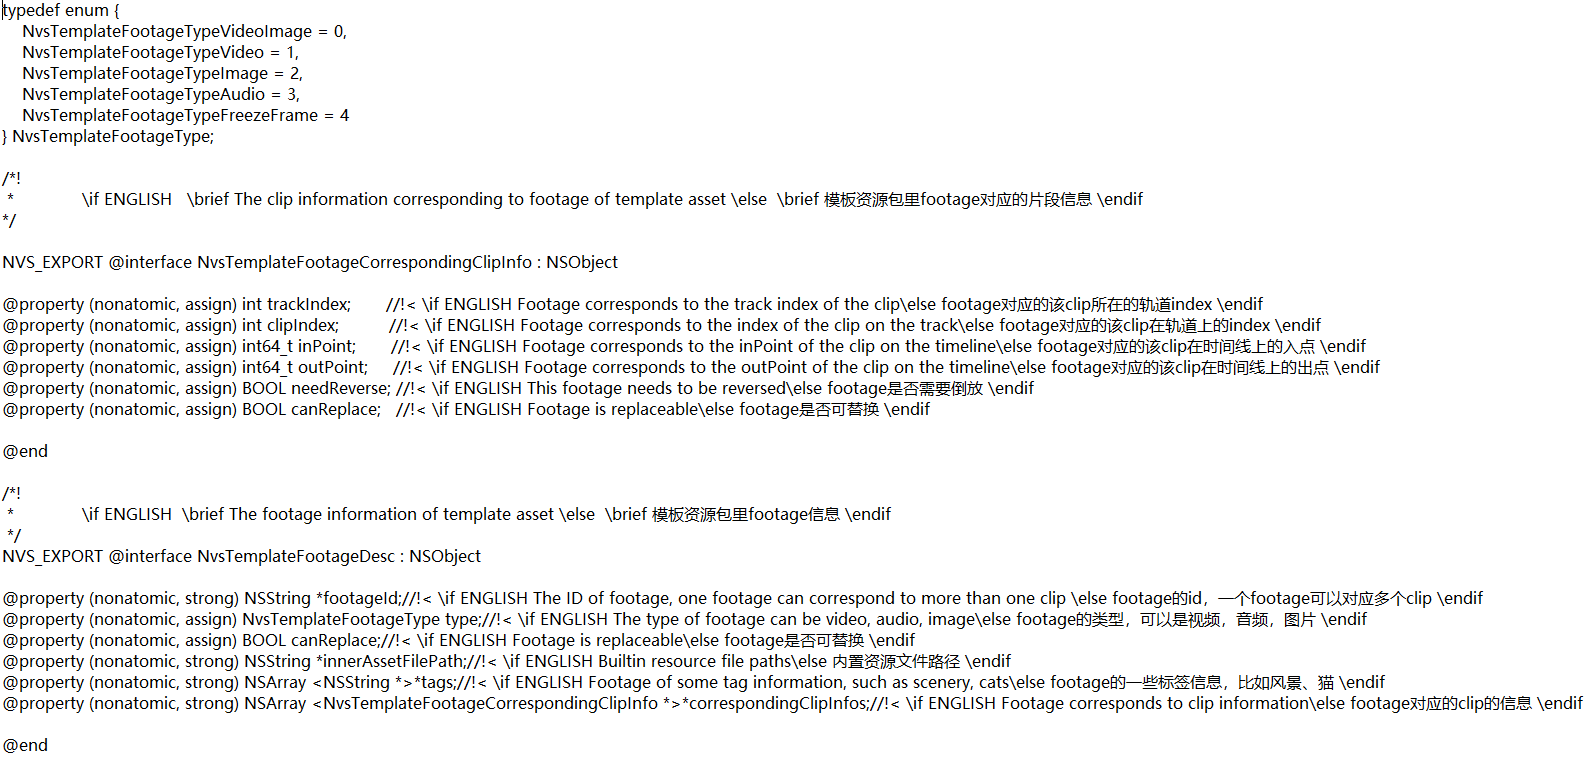 typedef enum {
    NvsTemplateFootageTypeVideoImage = 0,
    NvsTemplateFootageTypeVideo = 1,
    NvsTemplateFootageTypeImage = 2,
    NvsTemplateFootageTypeAudio = 3,
    NvsTemplateFootageTypeFreezeFrame = 4
} NvsTemplateFootageType;

/*!
 *              \if ENGLISH   \brief The clip information corresponding to footage of template asset \else  \brief 模板资源包里footage对应的片段信息 \endif
*/

NVS_EXPORT @interface NvsTemplateFootageCorrespondingClipInfo : NSObject

@property (nonatomic, assign) int trackIndex;       //!< \if ENGLISH Footage corresponds to the track index of the clip\else footage对应的该clip所在的轨道index \endif
@property (nonatomic, assign) int clipIndex;          //!< \if ENGLISH Footage corresponds to the index of the clip on the track\else footage对应的该clip在轨道上的index \endif
@property (nonatomic, assign) int64_t inPoint;       //!< \if ENGLISH Footage corresponds to the inPoint of the clip on the timeline\else footage对应的该clip在时间线上的入点 \endif
@property (nonatomic, assign) int64_t outPoint;     //!< \if ENGLISH Footage corresponds to the outPoint of the clip on the timeline\else footage对应的该clip在时间线上的出点 \endif
@property (nonatomic, assign) BOOL needReverse; //!< \if ENGLISH This footage needs to be reversed\else footage是否需要倒放 \endif
@property (nonatomic, assign) BOOL canReplace;   //!< \if ENGLISH Footage is replaceable\else footage是否可替换 \endif

@end

/*!
 *              \if ENGLISH  \brief The footage information of template asset \else  \brief 模板资源包里footage信息 \endif
 */
NVS_EXPORT @interface NvsTemplateFootageDesc : NSObject

@property (nonatomic, strong) NSString *footageId;//!< \if ENGLISH The ID of footage, one footage can correspond to more than one clip \else footage的id，一个footage可以对应多个clip \endif
@property (nonatomic, assign) NvsTemplateFootageType type;//!< \if ENGLISH The type of footage can be video, audio, image\else footage的类型，可以是视频，音频，图片 \endif
@property (nonatomic, assign) BOOL canReplace;//!< \if ENGLISH Footage is replaceable\else footage是否可替换 \endif
@property (nonatomic, strong) NSString *innerAssetFilePath;//!< \if ENGLISH Builtin resource file paths\else 内置资源文件路径 \endif
@property (nonatomic, strong) NSArray <NSString *>*tags;//!< \if ENGLISH Footage of some tag information, such as scenery, cats\else footage的一些标签信息，比如风景、猫 \endif
@property (nonatomic, strong) NSArray <NvsTemplateFootageCorrespondingClipInfo *>*correspondingClipInfos;//!< \if ENGLISH Footage corresponds to clip information\else footage对应的clip的信息 \endif

@end